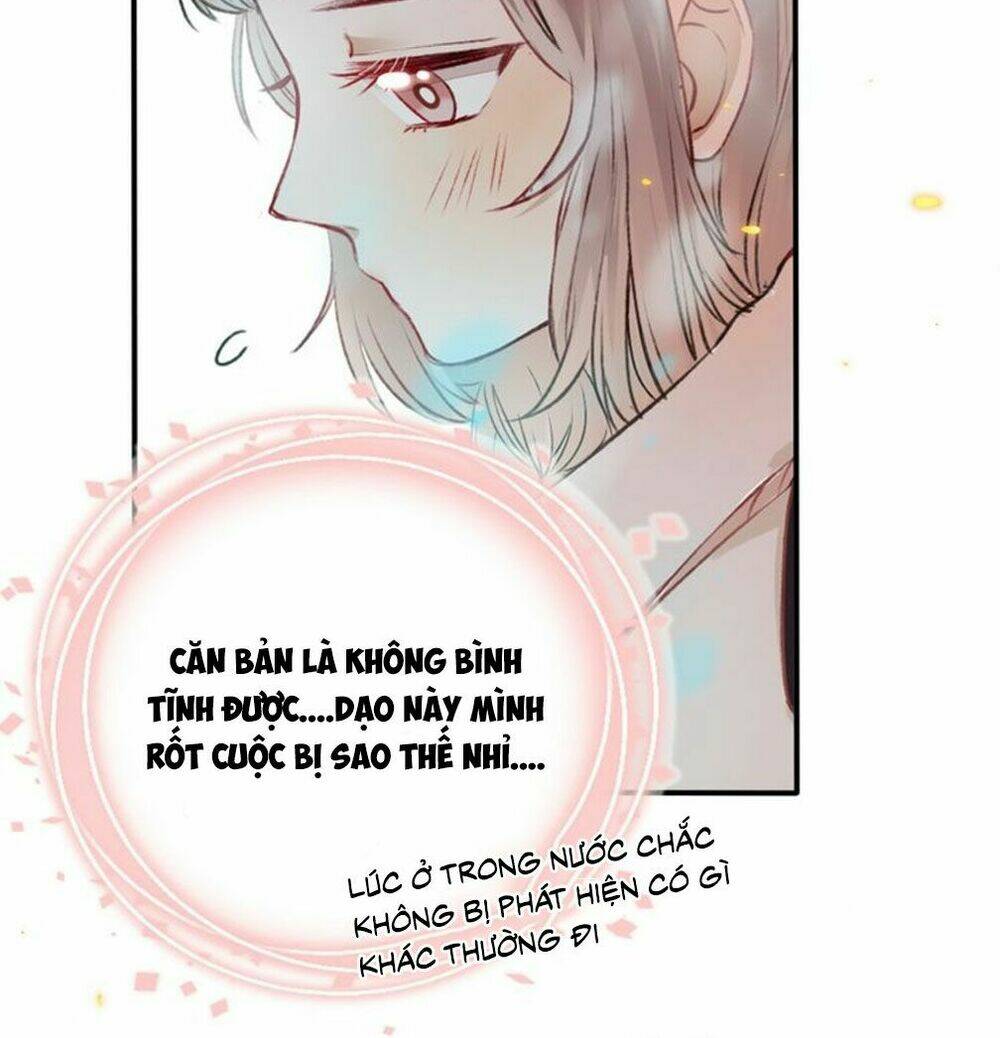 CĂN BẢN LÀ KHÔNG BÌNH
TĨNH ĐƯỢC....DẠO NÀY MÌNH
RỐT CUỘC BỊ SAO THẾ NHỈ....
LÚC Ở TRONG NƯỚC CHẮC
KHÔNG BỊ PHÁT HIỆN CÓ GÌ
KHÁC THƯỜNG ĐI